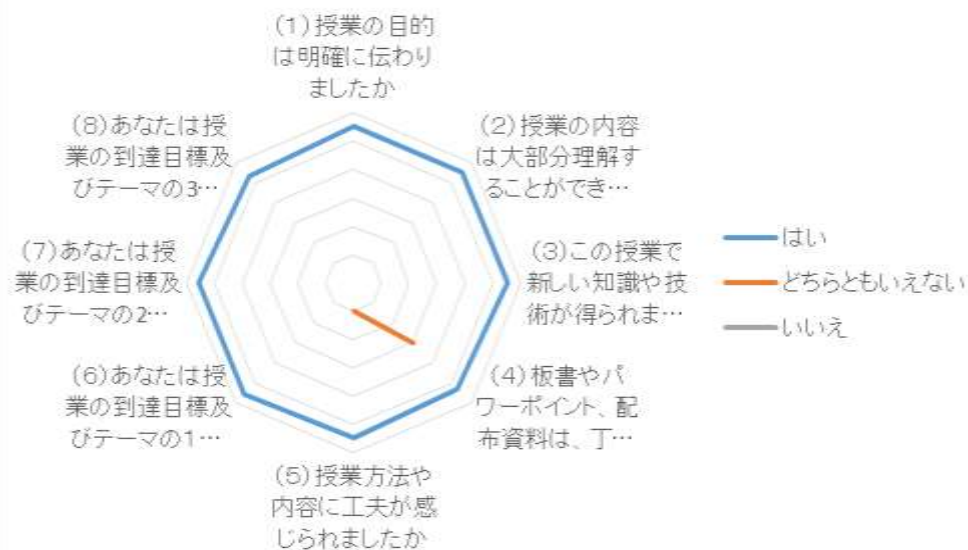 (1)授業の目的
は明確に伝わり
ましたか
(2)授業の内容
は大部分理解す
ることができ…
(3)この授業で
新しい知識や技
術が得られま…
(4)板書やパ
ワーポイント、配
布資料は、丁…
(5)授業方法や
内容に工夫が感
じられましたか
(6)あなたは授
業の到達目標及
びテーマの1…
(7)あなたは授
業の到達目標及
びテーマの2…
(8)あなたは授
業の到達目標及
びテーマの3…
はい
どちらともいえない
いいえ